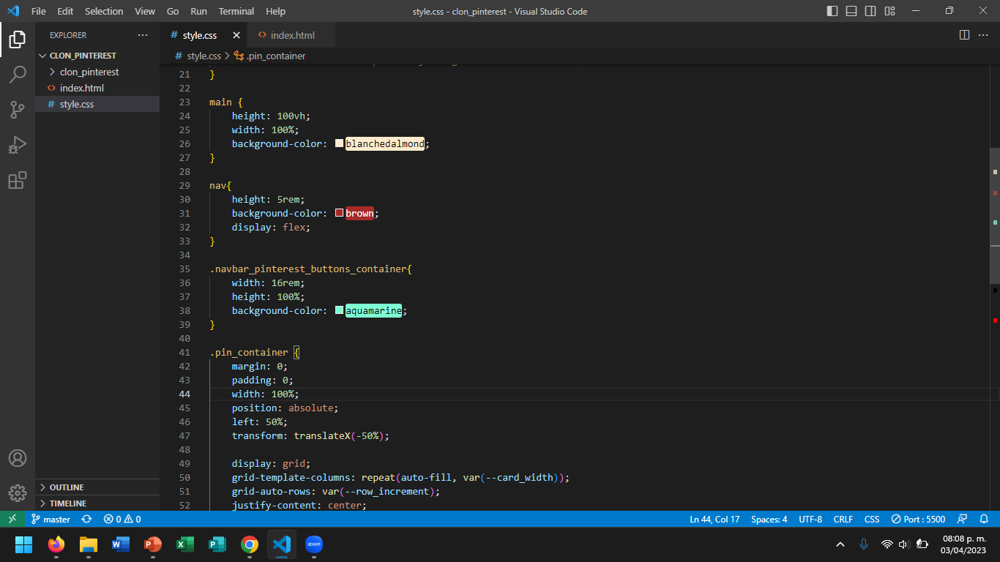 File Edit Selection View Go Run Terminal Help
style.css - clon_pinterest - Visual Studio Code
EXPLORER
CLON_PINTEREST
clon_pinterest
index.html
# style.css
OUTLINE
TIMELINE
# style.css
index.html
# style.css > .pin_container
21 }
22
23 main {
24 height: 100vh;
25 width: 100%;
26 background-color: blanchedalmond;
27 }
28
29 nav{
30 height: 5rem;
31 background-color: brown;
32 display: flex;
33 }
34
35 .navbar_pinterest_buttons_container{
36 width: 16rem;
37 height: 100%;
38 background-color: aquamarine;
39 }
40
41 .pin_container {
42 margin: 0;
43 padding: 0;
44 width: 100%;
45 position: absolute;
46 left: 50%;
47 transform: translateX(-50%);
48
49 display: grid;
50 grid-template-columns: repeat(auto-fill, var(--card_width));
51 grid-auto-rows: var(--row_increment);
52 justify-content: center;
master 0 0 Ln 44, Col 17 Spaces: 4 UTF-8 CRLF CSS Port : 5500
zoom
08:08 p. m.
03/04/2023